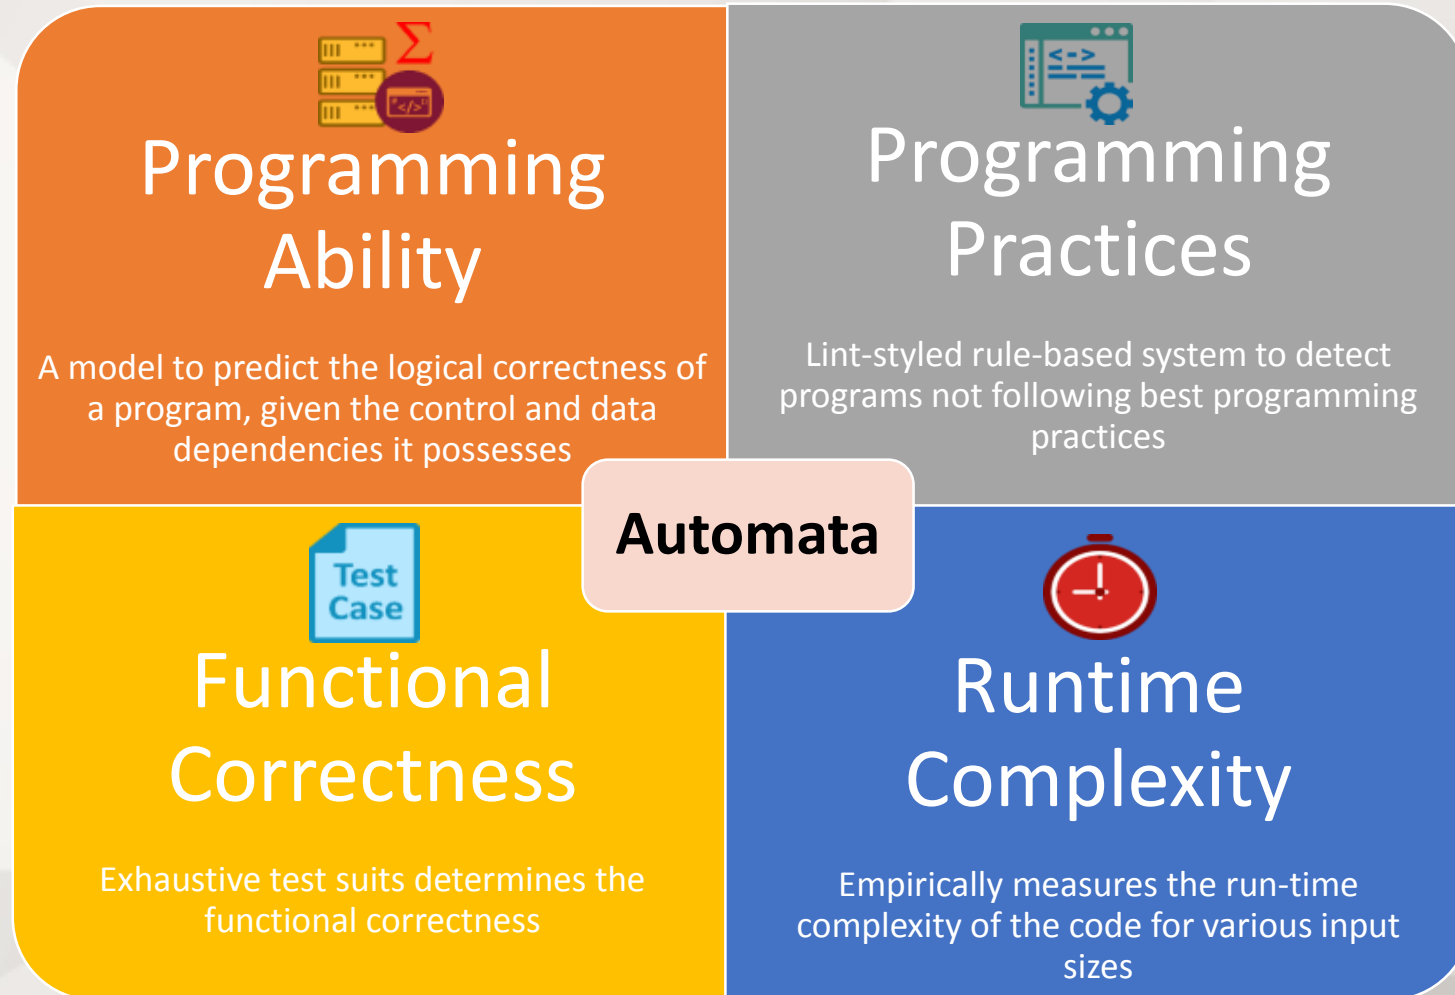 Σ
</>
Programming
Ability
A model to predict the logical correctness of
a program, given the control and data
dependencies it possesses
<->
Programming
Practices
Lint-styled rule-based system to detect
programs not following best programming
practices
Automata
Test
Case
Functional
Correctness
Exhaustive test suits determines the
functional correctness
Runtime
Complexity
Empirically measures the run-time
complexity of the code for various input
sizes